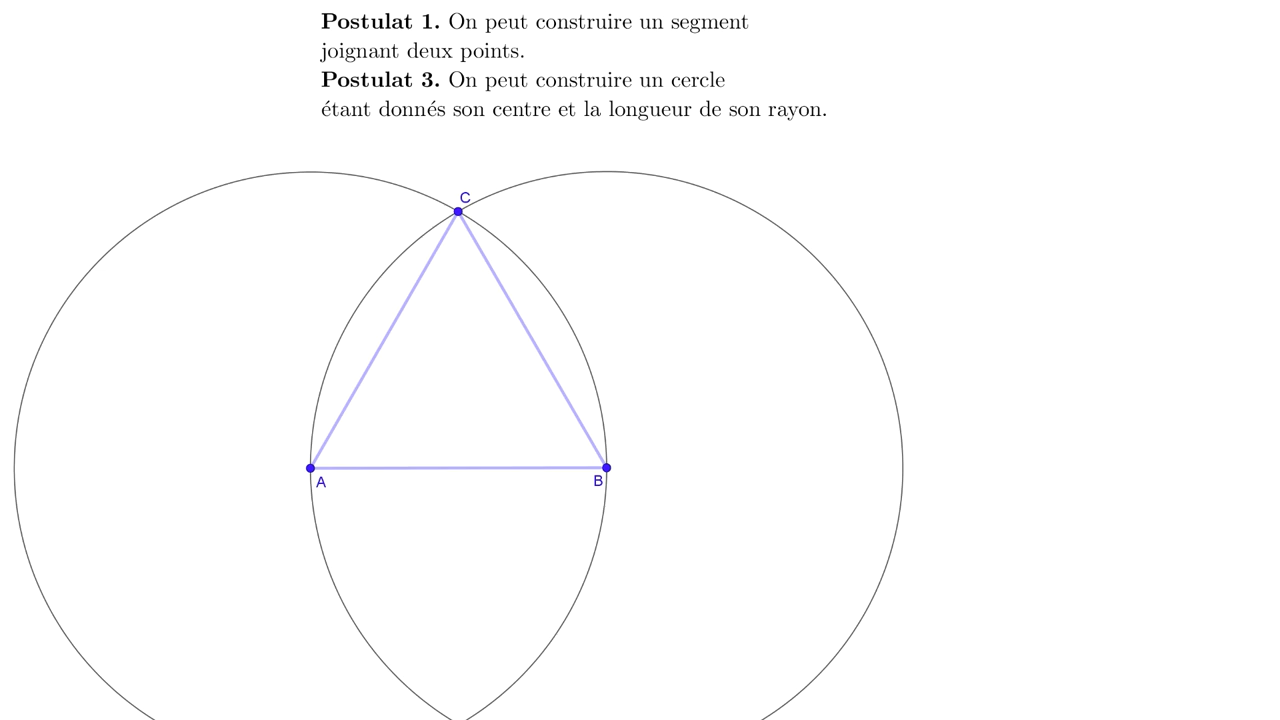 Postulat 1. On peut construire un segment
joignant deux points.
Postulat 3. On peut construire un cercle
étant donnés son centre et la longueur de son rayon.
C
A
B